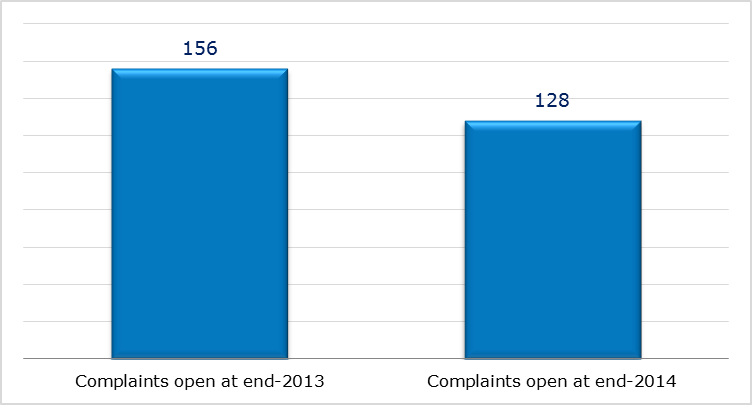 156
128
Complaints open at end-2013
Complaints open at end-2014